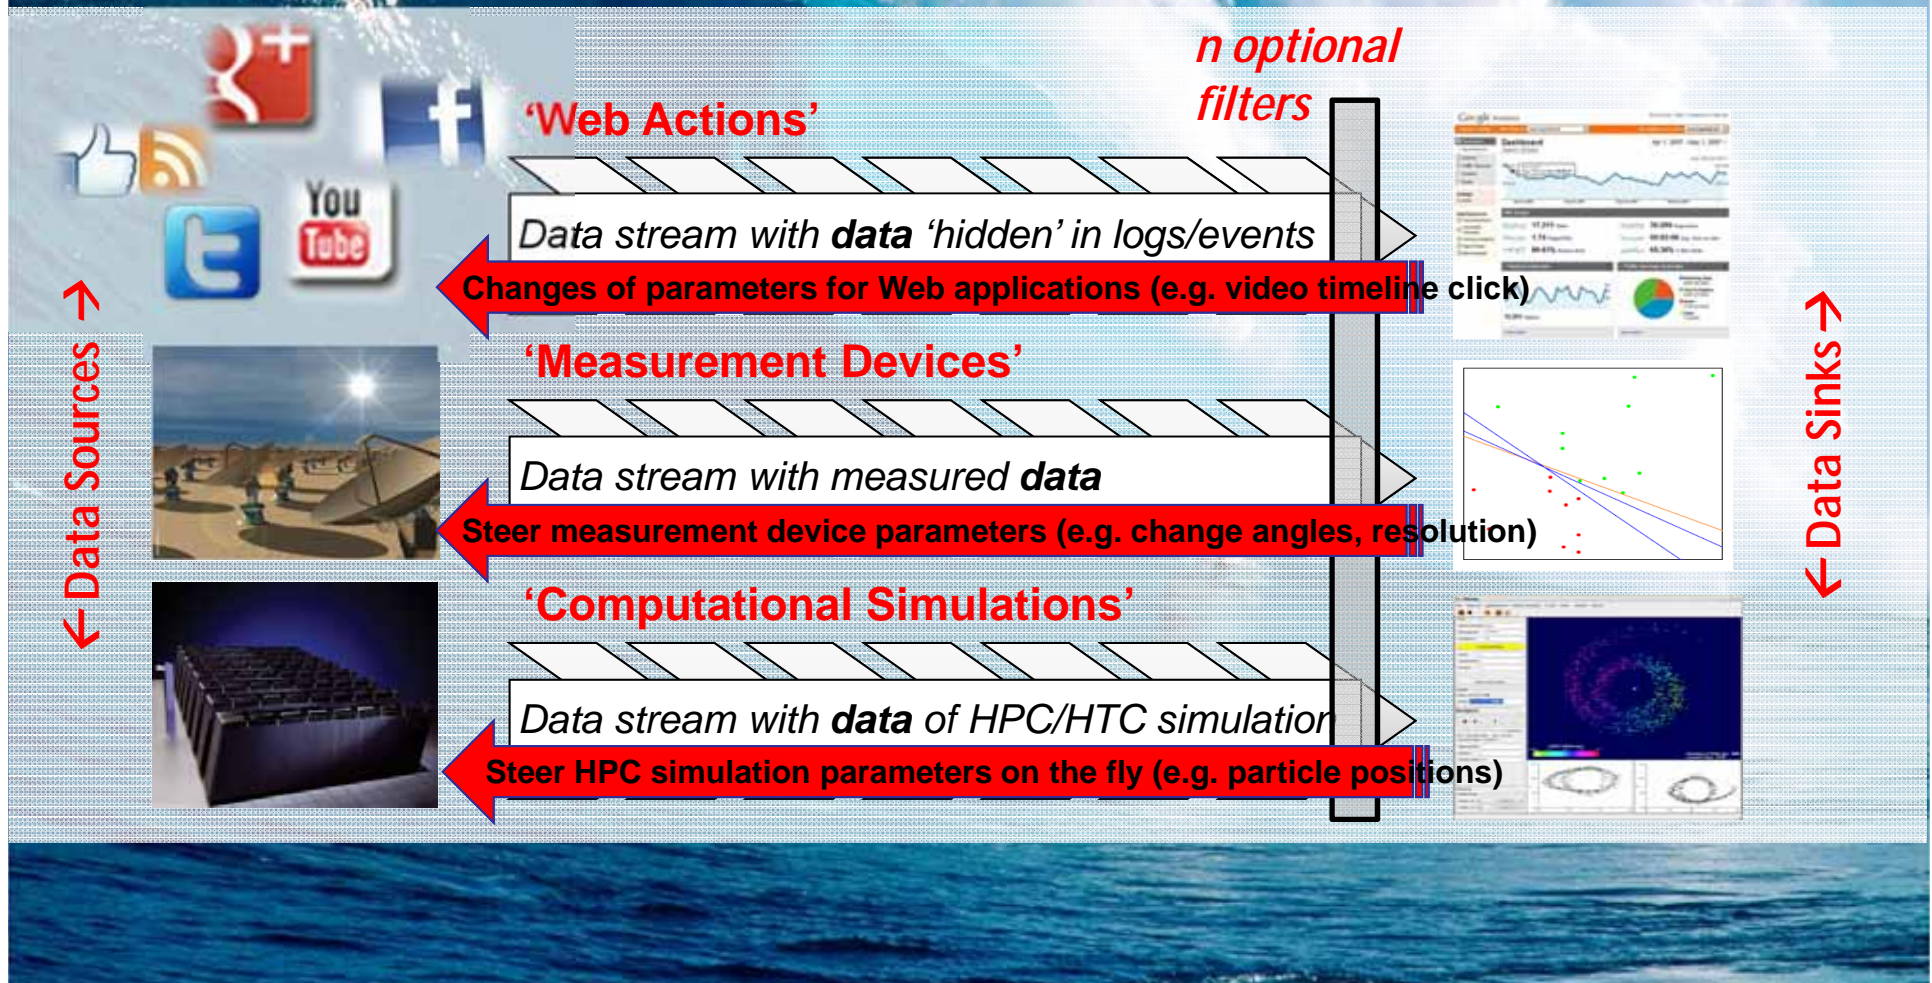 n optional
filters
g+
f
You
Tube
t
‘Web Actions’
Data stream with data ‘hidden’ in logs/events
Changes of parameters for Web applications (e.g. video timeline click)
‘Measurement Devices’
Data stream with measured data
Steer measurement device parameters (e.g. change angles, resolution)
‘Computational Simulations’
Data stream with data of HPC/HTC simulation
Steer HPC simulation parameters on the fly (e.g. particle positions)
← Data Sources →
← Data Sinks →
Google
Dashboard